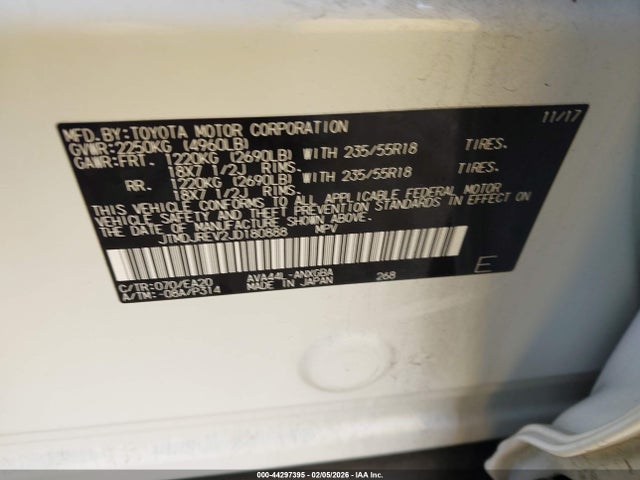 MFD.BY:TOYOTA MOTOR CORPORATION 11/17
GVWR:2250KG (4960LB)
GAWR:FRT. 1220KG (2690LB) WITH 235/55R18 TIRES.
18X7 1/2J RIMS.
RR. 1220KG (2690LB) WITH 235/55R18 TIRES.
18X7 1/2J RIMS.
THIS VEHICLE CONFORMS TO ALL APPLICABLE FEDERAL MOTOR
VEHICLE SAFETY AND THEFT PREVENTION STANDARDS IN EFFECT ON
THE DATE OF MANUFACTURE SHOWN ABOVE.
JTMDJREV2JD180888 MPV
C/TR:070/EA20 AVA44L-ANXGBA 268 E
A/TM:-08A/P314 MADE IN JAPAN
000-44297395 - 02/05/2026 - IAA Inc.